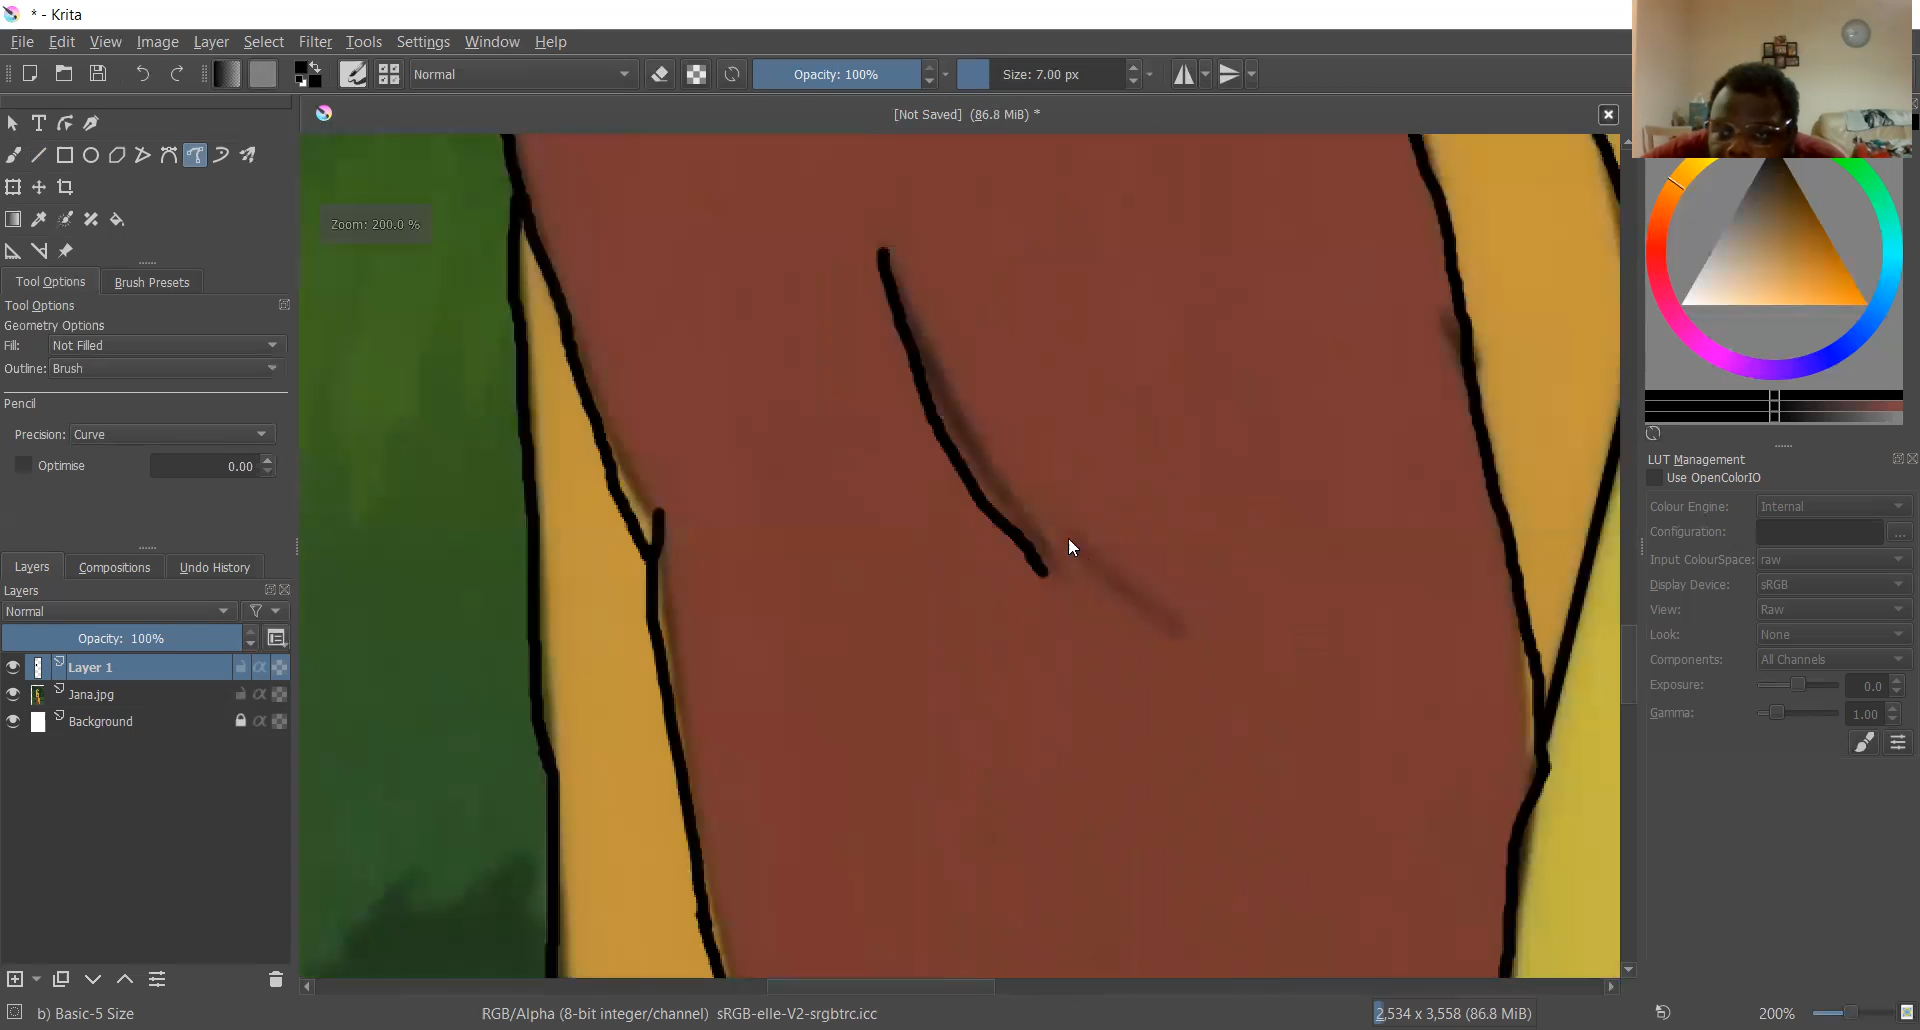 * - Krita
File Edit View Image Layer Select Filter Tools Settings Window Help
Normal Opacity: 100% Size: 7.00 px
[Not Saved] (86.8 MiB) *
Zoom: 200.0 %
Tool Options Brush Presets
Tool Options
Geometry Options
Fill: Not Filled
Outline: Brush
Pencil
Precision: Curve
Optimise 0.00
Layers Compositions Undo History
Layers
Normal
Opacity: 100%
Layer 1
Jana.jpg
Background
LUT Management
Use OpenColorIO
Colour Engine: Internal
Configuration: ...
Input ColourSpace: raw
Display Device: sRGB
View: Raw
Look: None
Components: All Channels
Exposure: 0.0
Gamma: 1.00
b) Basic-5 Size
RGB/Alpha (8-bit integer/channel) sRGB-elle-V2-srgbtrc.icc
2,534 x 3,558 (86.8 MiB)
200%